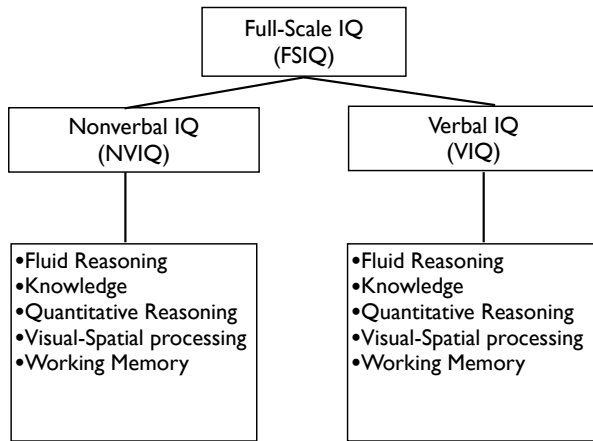 Full-Scale IQ
(FSIQ)
Nonverbal IQ
(NVIQ)
Verbal IQ
(VIQ)
•Fluid Reasoning
•Knowledge
•Quantitative Reasoning
•Visual-Spatial processing
•Working Memory
•Fluid Reasoning
•Knowledge
•Quantitative Reasoning
•Visual-Spatial processing
•Working Memory